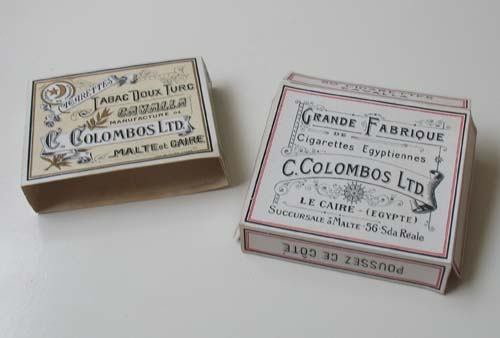 CIGARETTES
TABAC DOUX TURC
CAVALLA
MANUFACTURE DE
C. COLOMBOS LTD.
MALTE ET CAIRE
GRANDE FABRIQUE
DE
Cigarettes Egyptiennes
C. COLOMBOS LTD
LE CAIRE - (EGYPTE)
SUCCURSALE à MALTE · 56 · Sda Reale
POUSSEZ CE CÔTÉ